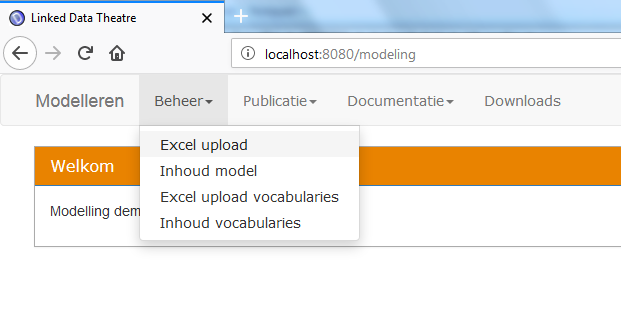 Linked Data Theatre
localhost:8080/modeling
Modelleren Beheer Publicatie Documentatie Downloads
Excel upload
Inhoud model
Excel upload vocabularies
Inhoud vocabularies
Welkom
Modelling dem